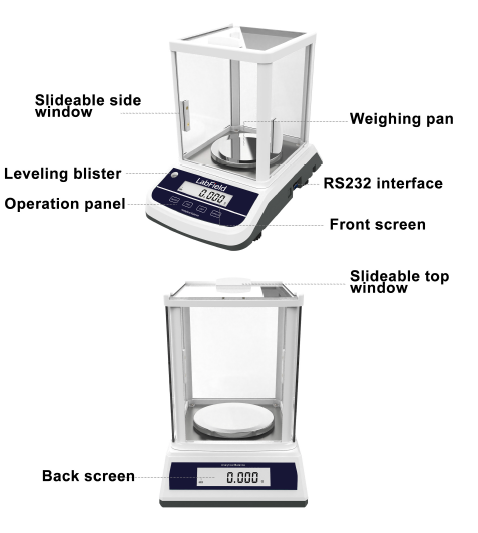 Slideable side
window
Weighing pan
Leveling blister
LabField
RS232 interface
0.000
Operation panel
Front screen
Slideable top
window
Back screen
0.000